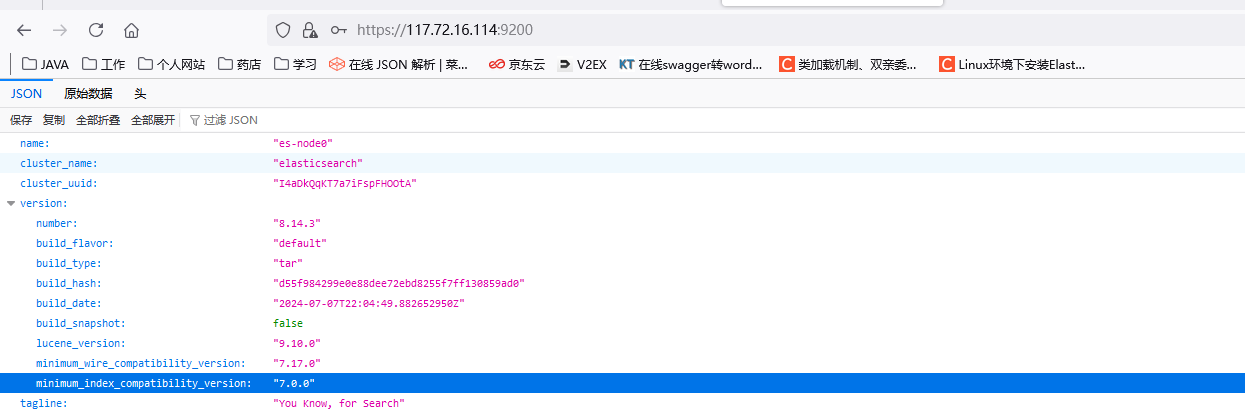 https://117.72.16.114:9200
JAVA 工作 个人网站 药店 学习 在线 JSON 解析 | 菜... 京东云 V2EX KT 在线swagger转word... C 类加载机制、双亲委... C Linux环境下安装Elast...
JSON 原始数据 头
保存 复制 全部折叠 全部展开 过滤 JSON
name: "es-node0"
cluster_name: "elasticsearch"
cluster_uuid: "I4aDkQqKT7a7iFspFHOOtA"
version:
number: "8.14.3"
build_flavor: "default"
build_type: "tar"
build_hash: "d55f984299e0e88dee72ebd8255f7ff130859ad0"
build_date: "2024-07-07T22:04:49.882652950Z"
build_snapshot: false
lucene_version: "9.10.0"
minimum_wire_compatibility_version: "7.17.0"
minimum_index_compatibility_version: "7.0.0"
tagline: "You Know, for Search"